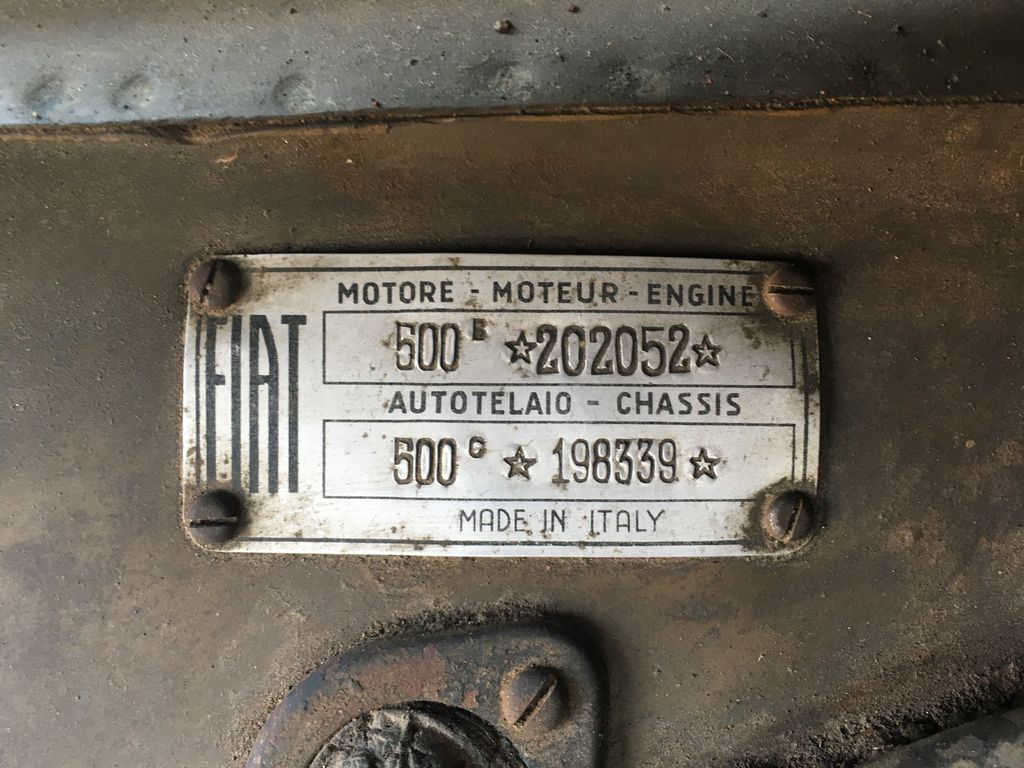 FIAT
MOTORE - MOTEUR - ENGINE
500 B ☆202052☆
AUTOTELAIO - CHASSIS
500 C ☆ 198339 ☆
MADE IN ITALY